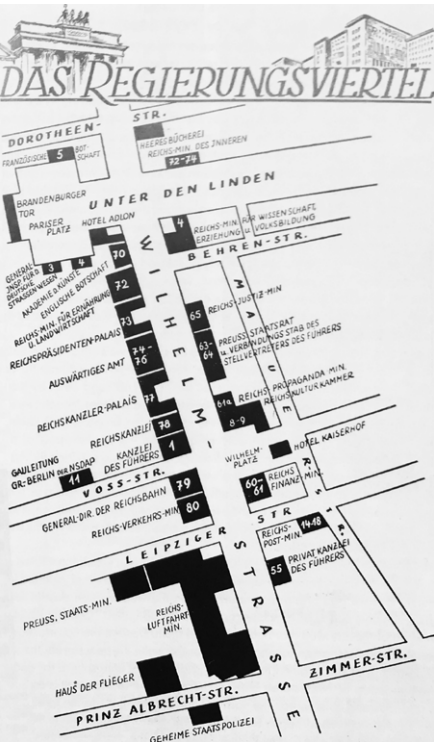 DAS REGIERUNGSVIERTEL
DOROTHEEN-
STR.
FRANZÖSISCHE 5 BOT-
SCHAFT
HEERESBÜCHEREI
REICHS-MIN. DES INNEREN
72-74
BRANDENBURGER
TOR
PARISER
PLATZ
UNTER DEN LINDEN
HOTEL ADLON
4
REICHS-MIN. FÜR WISSENSCHAFT,
ERZIEHUNG u. VOLKSBILDUNG
BEHREN-STR.
GENERAL-
INSP. FÜR D.
DEUTSCHE
STRASSENWESEN
3
4
AKADEMIE D. KÜNSTE
ENGLISCHE BOTSCHAFT
70
REICHS-MIN. FÜR ERNÄHRUNG
u. LANDWIRTSCHAFT
72
REICHSPRÄSIDENTEN-PALAIS
73
AUSWÄRTIGES AMT
74-
76
REICHSKANZLER-PALAIS
77
REICHSKANZLEI
78
KANZLEI
DES FÜHRERS
1
WILHELM-
STRASSE
MAUER
STR.
65
REICHS-JUSTIZ-MIN
63-
64
PREUSS. STAATSRAT
u. VERBINDUNGSSTAB DES
STELLVERTRETERS DES FÜHRERS
61a
REICHS-PROPAGANDA MIN.
REICHSKULTURKAMMER
8-9
WILHELM-
PLATZ
HOTEL KAISERHOF
GAULEITUNG
GR.-BERLIN DER NSDAP
11
VOSS-STR.
60-
61
REICHS
FINANZ-MIN.
GENERAL-DIR. DER REICHSBAHN
79
REICHS-VERKEHRS-MIN.
80
LEIPZIGER
STR
REICHS-
POST-MIN.
14-18
55
PRIVATKANZLEI
DES FÜHRERS
PREUSS. STAATS-MIN.
REICHS-
LUFTFAHRT-
MIN.
HAUS DER FLIEGER
PRINZ ALBRECHT-STR.
ZIMMER-STR.
GEHEIME STAATSPOLIZEI